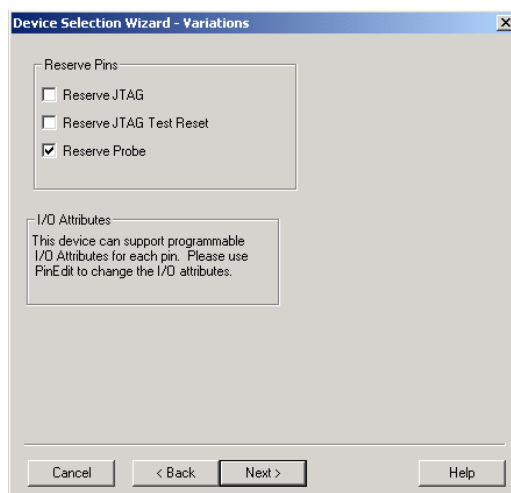 Device Selection Wizard - Variations
Reserve Pins
Reserve JTAG
Reserve JTAG Test Reset
Reserve Probe
I/O Attributes
This device can support programmable
I/O Attributes for each pin. Please use
PinEdit to change the I/O attributes.
Cancel
< Back
Next >
Help